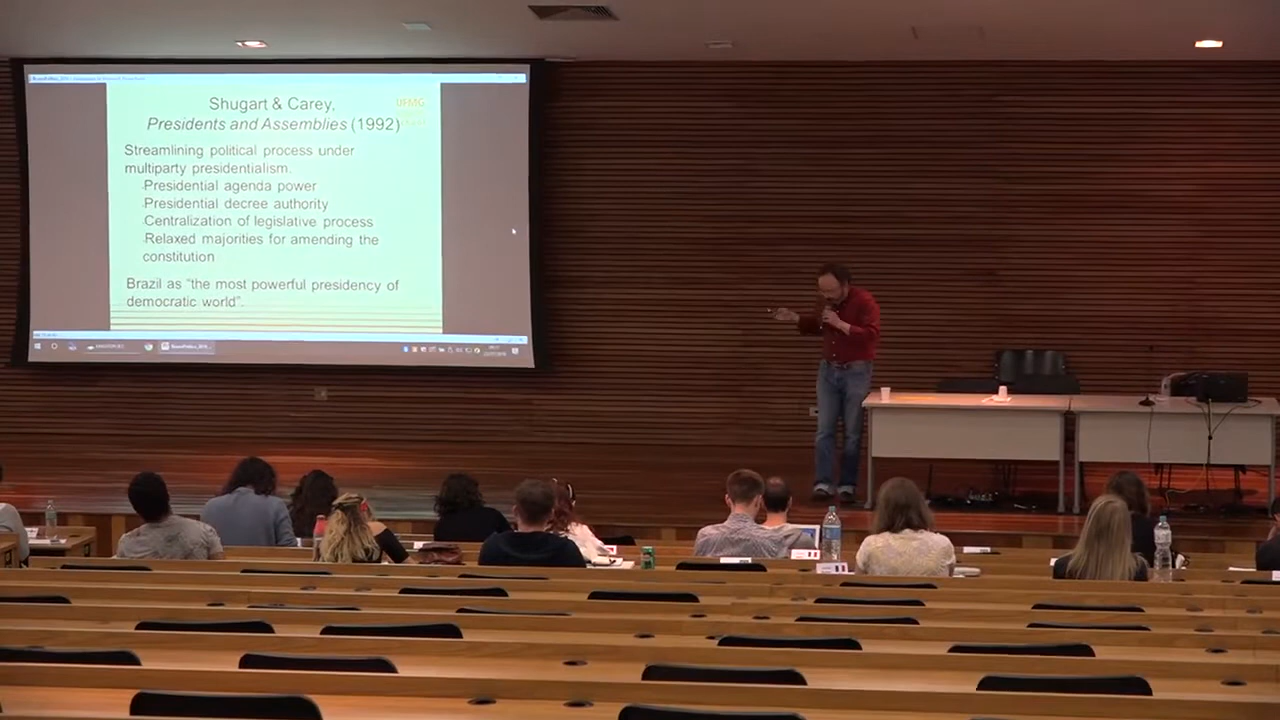 Shugart & Carey,
Presidents and Assemblies (1992)
UFMG
Streamlining political process under
multiparty presidentialism.
Presidential agenda power
Presidential decree authority
Centralization of legislative process
Relaxed majorities for amending the
constitution
Brazil as “the most powerful presidency of
democratic world”.